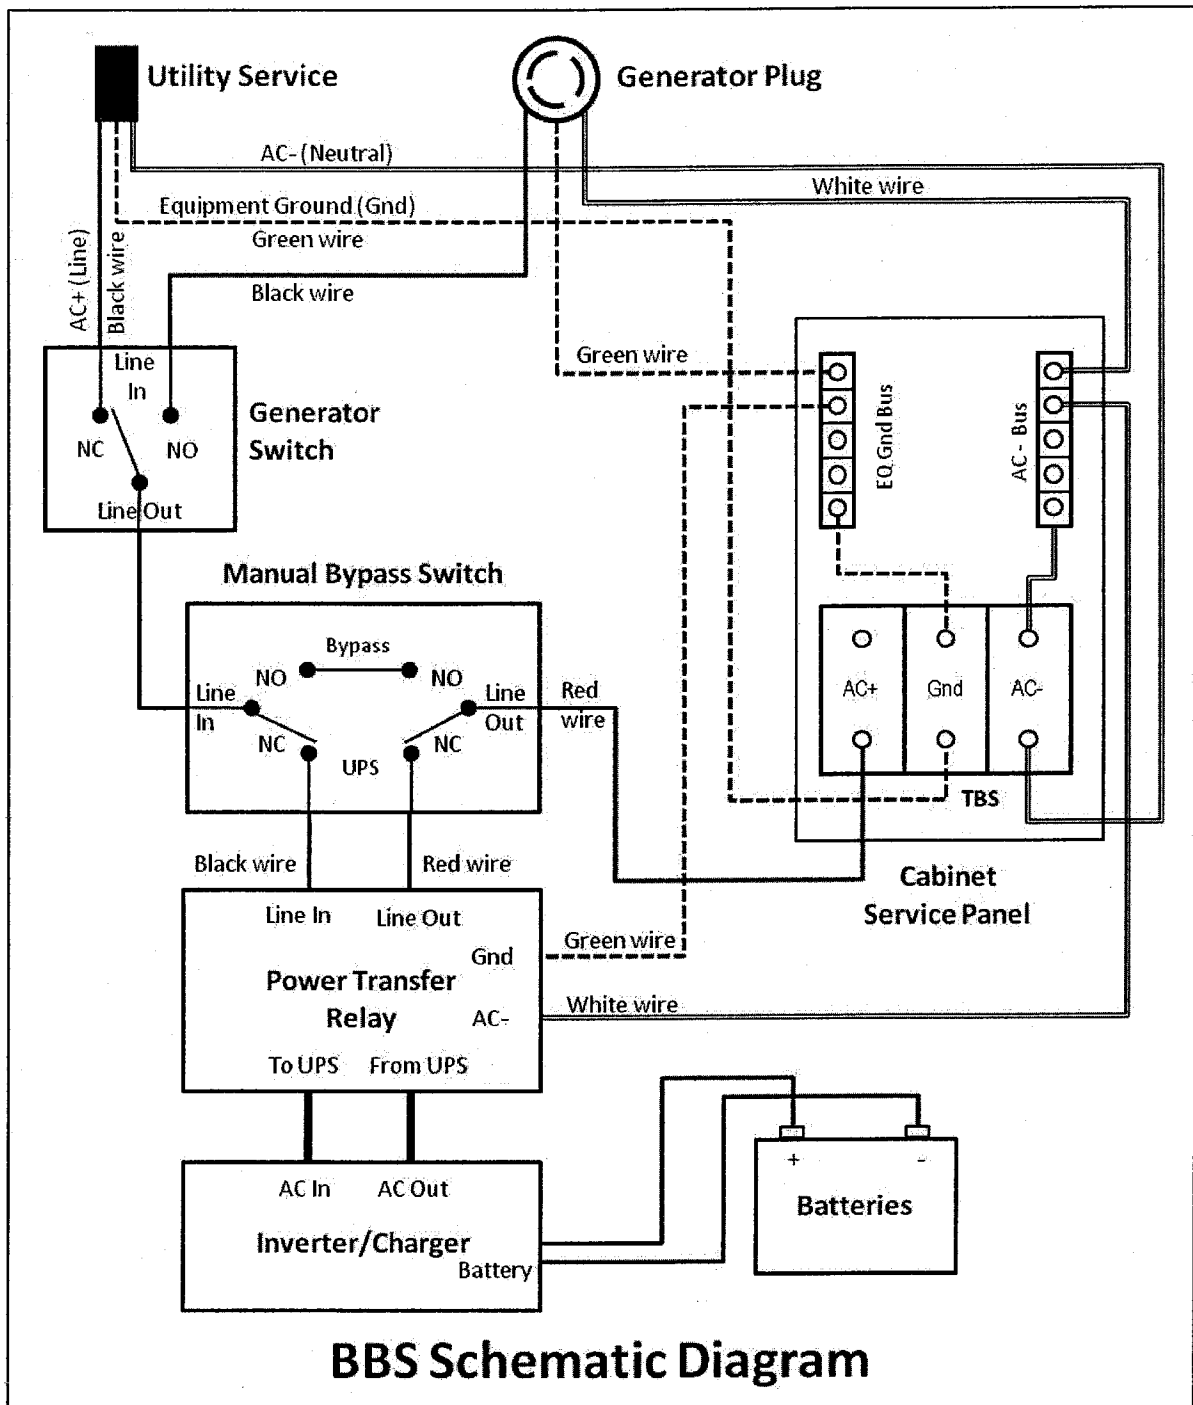 Utility Service
Generator Plug
AC- (Neutral)
White wire
Equipment Ground (Gnd)
Green wire
AC+ (Line)
Black wire
Black wire
Green wire
Line
In
NC
NO
Line Out
Generator
Switch
EQ Gnd Bus
AC - Bus
Manual Bypass Switch
Bypass
NO
NO
Line
In
Line
Out
NC
NC
UPS
Red
wire
AC+
Gnd
AC-
TBS
Cabinet
Service Panel
Black wire
Red wire
Line In
Line Out
Gnd
Green wire
Power Transfer
Relay
AC-
White wire
To UPS
From UPS
AC In
AC Out
Inverter/Charger
Battery
+
-
Batteries
BBS Schematic Diagram